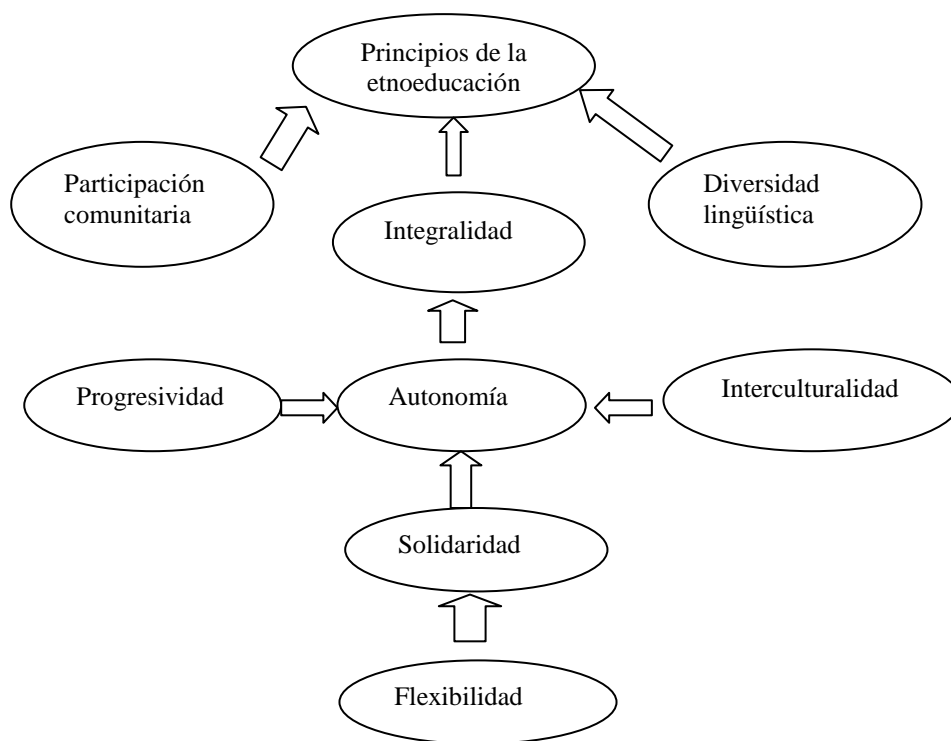 Principios de la
etnoeducación
Participación
comunitaria
Diversidad
lingüística
Integralidad
Progresividad
Autonomía
Interculturalidad
Solidaridad
Flexibilidad